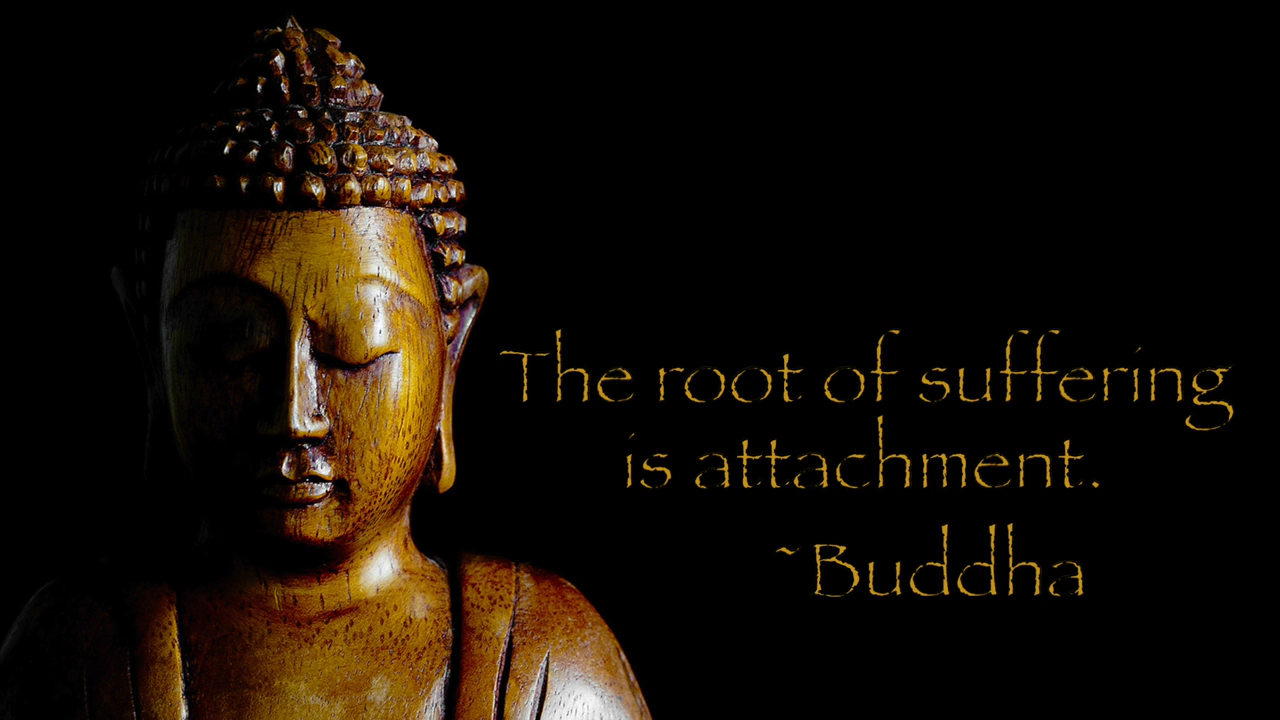 The root of suffering
is attachment.
~Buddha